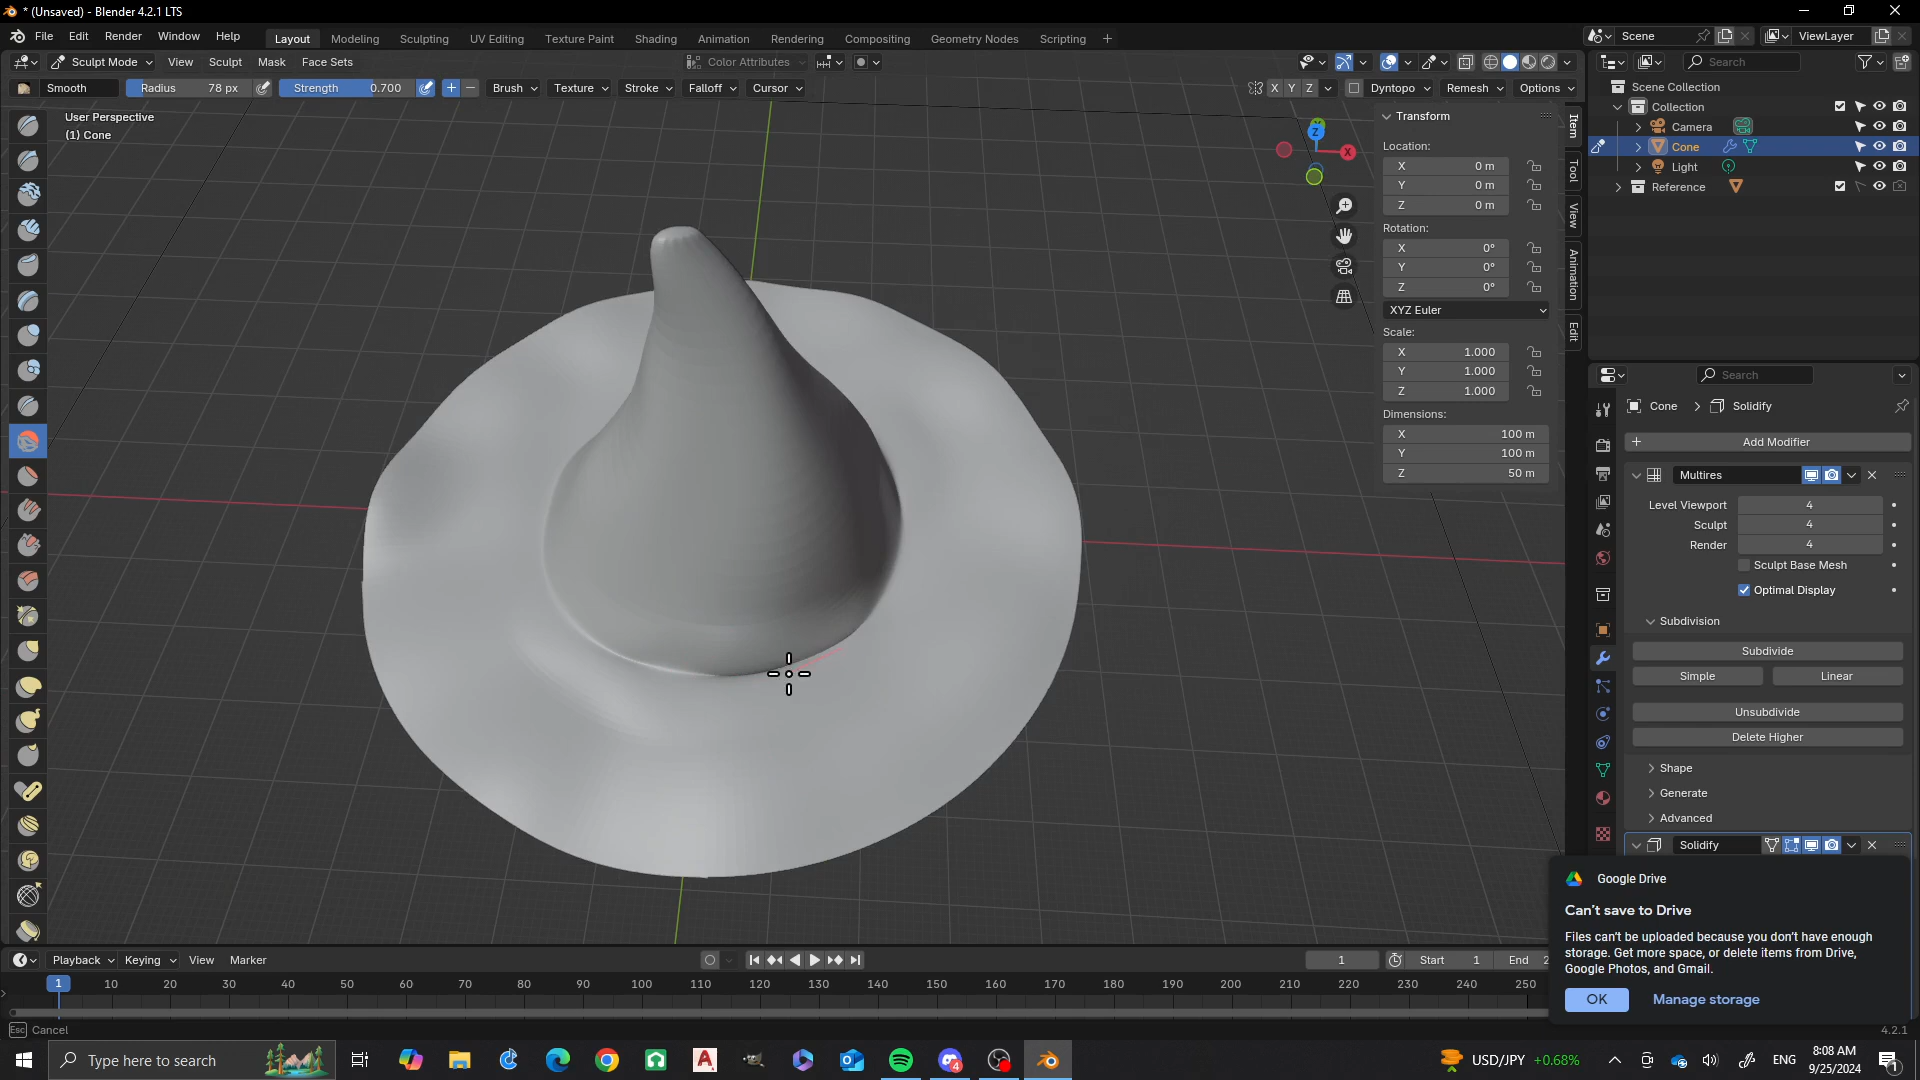 * (Unsaved) - Blender 4.2.1 LTS
File Edit Render Window Help
Layout Modeling Sculpting UV Editing Texture Paint Shading Animation Rendering Compositing Geometry Nodes Scripting +
Scene
ViewLayer
Sculpt Mode View Sculpt Mask Face Sets
Color Attributes
Search
Smooth
Radius 78 px
Strength 0.700
Brush Texture Stroke Falloff Cursor
X Y Z
Dyntopo Remesh Options
User Perspective
(1) Cone
Z
X
Transform
Location:
X 0 m
Y 0 m
Z 0 m
Rotation:
X 0°
Y 0°
Z 0°
XYZ Euler
Scale:
X 1.000
Y 1.000
Z 1.000
Dimensions:
X 100 m
Y 100 m
Z 50 m
Item
Tool
View
Animation
Edit
Scene Collection
Collection
Camera
Cone
Light
Reference
Search
Cone > Solidify
+ Add Modifier
Multires
Level Viewport 4
Sculpt 4
Render 4
Sculpt Base Mesh
Optimal Display
Subdivision
Subdivide
Simple
Linear
Unsubdivide
Delete Higher
Shape
Generate
Advanced
Solidify
Google Drive
Can't save to Drive
Files can't be uploaded because you don't have enough
storage. Get more space, or delete items from Drive,
Google Photos, and Gmail.
OK
Manage storage
Playback Keying View Marker
1
Start 1
End 2
1 10 20 30 40 50 60 70 80 90 100 110 120 130 140 150 160 170 180 190 200 210 220 230 240 250
Esc Cancel
4.2.1
Type here to search
4
USD/JPY +0.68%
ENG
8:08 AM
9/25/2024
1